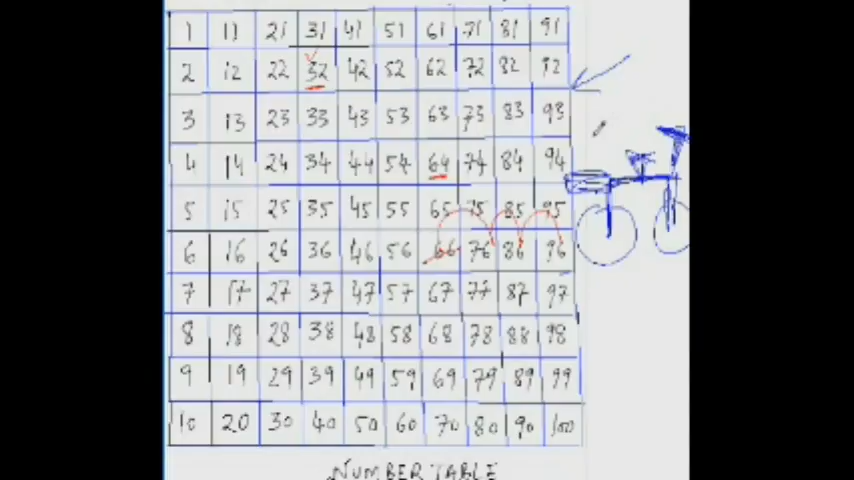 1 11 21 31 41 51 61 71 81 91
2 12 22 32 42 52 62 72 82 92
3 13 23 33 43 53 63 73 83 93
4 14 24 34 44 54 64 74 84 94
5 15 25 35 45 55 65 75 85 95
6 16 26 36 46 56 66 76 86 96
7 17 27 37 47 57 67 77 87 97
8 18 28 38 48 58 68 78 88 98
9 19 29 39 49 59 69 79 89 99
10 20 30 40 50 60 70 80 90 100
NUMBER TABLE